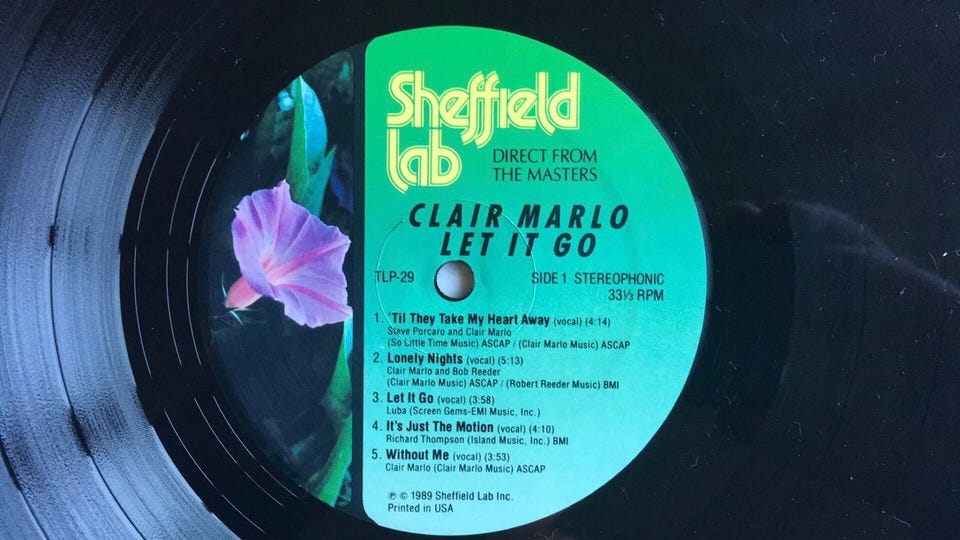 Sheffield
lab
DIRECT FROM
THE MASTERS
CLAIR MARLO
LET IT GO
TLP-29
SIDE 1 STEREOPHONIC
33⅓ RPM
1. 'Til They Take My Heart Away (vocal) (4:14)
Steve Porcaro and Clair Marlo
(So Little Time Music) ASCAP / (Clair Marlo Music) ASCAP
2. Lonely Nights (vocal) (5:13)
Clair Marlo and Bob Reeder
(Clair Marlo Music) ASCAP / (Robert Reeder Music) BMI
3. Let It Go (vocal) (3:58)
Luba (Screen Gems-EMI Music, Inc.)
4. It's Just The Motion (vocal) (4:10)
Richard Thompson (Island Music, Inc.) BMI
5. Without Me (vocal) (3:53)
Clair Marlo (Clair Marlo Music) ASCAP
℗ © 1989 Sheffield Lab Inc.
Printed in USA